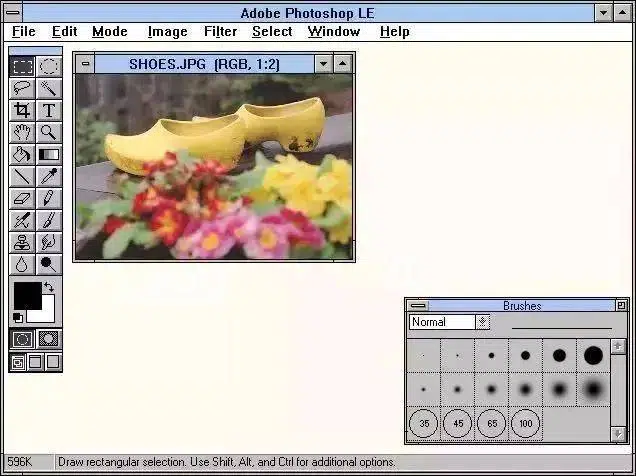 Adobe Photoshop LE
File Edit Mode Image Filter Select Window Help
SHOES.JPG (RGB, 1:2)
T
Brushes
Normal
35 45 65 100
596K Draw rectangular selection. Use Shift, Alt, and Ctrl for additional options.